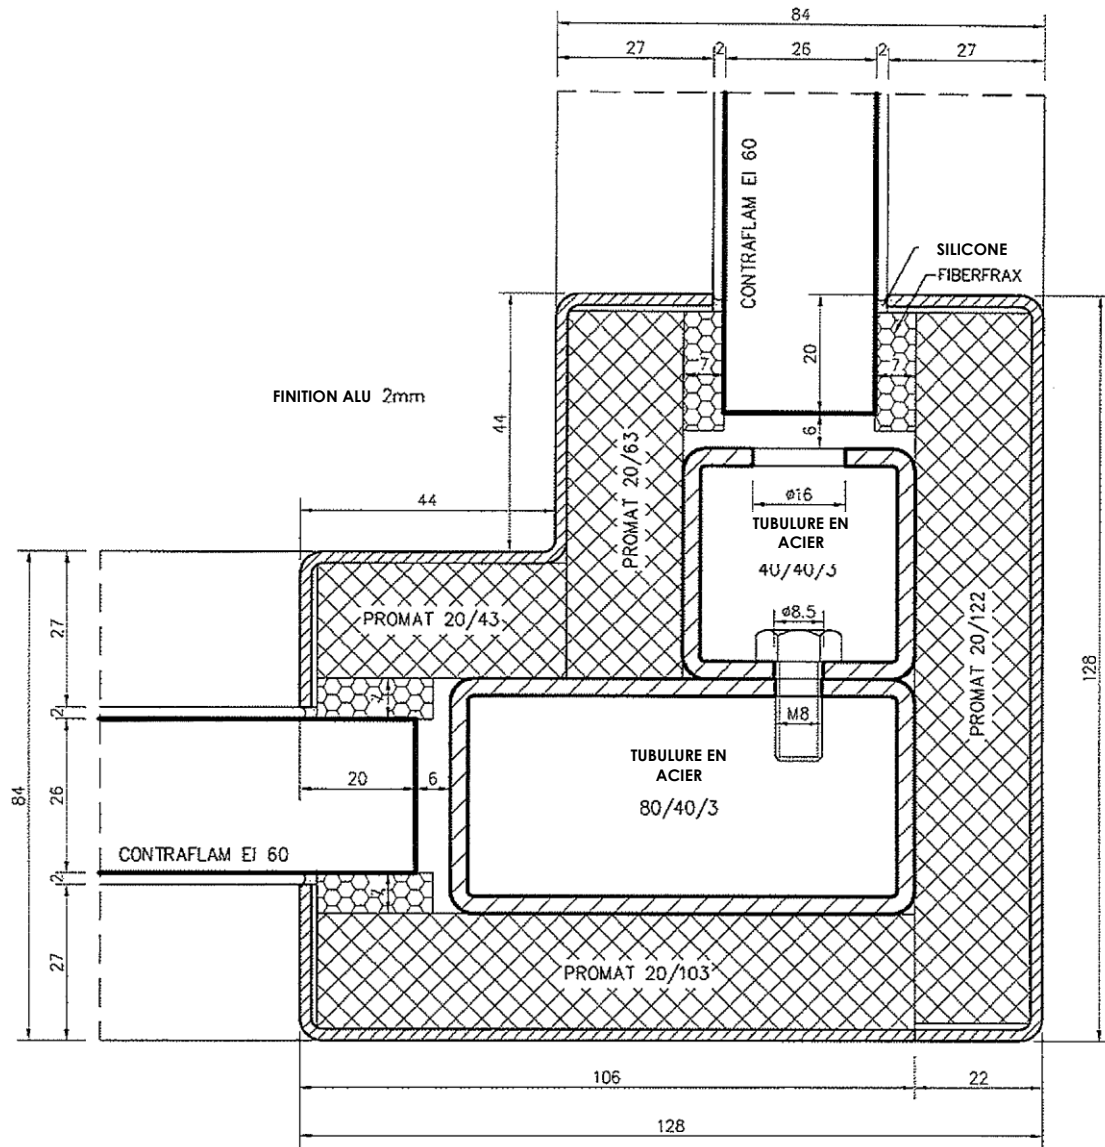 84
27
2
26
2
27
CONTRAFLAM EI 60
SILICONE
FIBERFRAX
20
7
7
FINITION ALU 2mm
44
6
PROMAT 20/63
44
ø16
TUBULURE EN
ACIER
40/40/3
PROMAT 20/43
ø8.5
PROMAT 20/122
128
27
2
7
M8
TUBULURE EN
ACIER
80/40/3
20
6
84
26
CONTRAFLAM EI 60
2
7
27
PROMAT 20/103
106
22
128